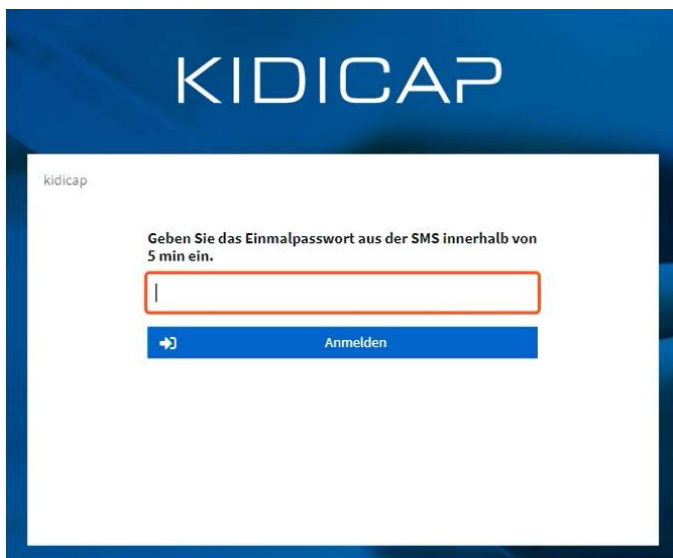 KIDICAP
kidicap
Geben Sie das Einmalpasswort aus der SMS innerhalb von
5 min ein.
Anmelden